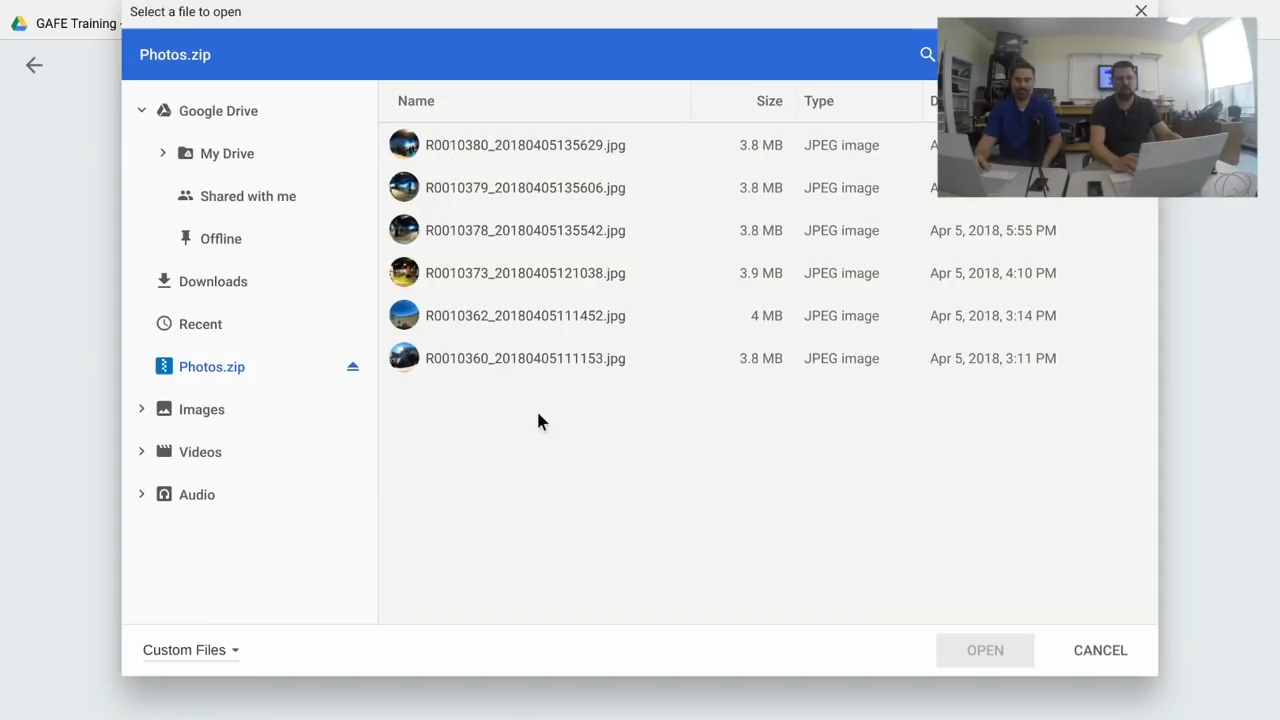 Select a file to open
GAFE Training -
Photos.zip
Name Size Type D
Google Drive
My Drive
Shared with me
Offline
Downloads
Recent
Photos.zip
Images
Videos
Audio
R0010380_20180405135629.jpg 3.8 MB JPEG image A
R0010379_20180405135606.jpg 3.8 MB JPEG image A
R0010378_20180405135542.jpg 3.8 MB JPEG image Apr 5, 2018, 5:55 PM
R0010373_20180405121038.jpg 3.9 MB JPEG image Apr 5, 2018, 4:10 PM
R0010362_20180405111452.jpg 4 MB JPEG image Apr 5, 2018, 3:14 PM
R0010360_20180405111153.jpg 3.8 MB JPEG image Apr 5, 2018, 3:11 PM
Custom Files OPEN CANCEL